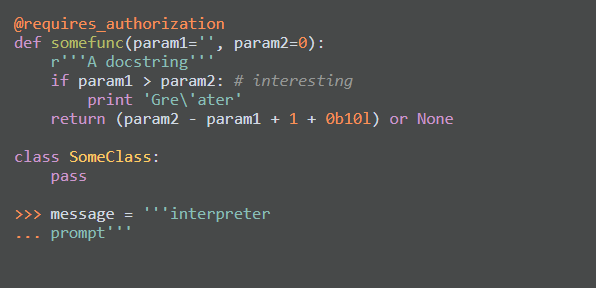 @requires_authorization
def somefunc(param1='', param2=0):
    r'''A docstring'''
    if param1 > param2: # interesting
        print 'Gre\'ater'
    return (param2 - param1 + 1 + 0b10l) or None
class SomeClass:
    pass
>>> message = '''interpreter
... prompt'''